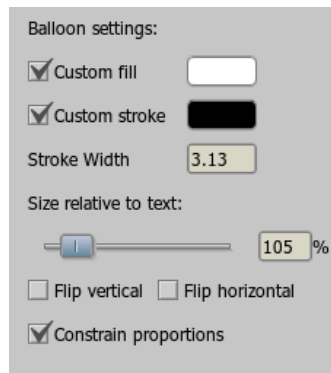 Balloon settings:
Custom fill
Custom stroke
Stroke Width 3.13
Size relative to text:
105 %
Flip vertical Flip horizontal
Constrain proportions